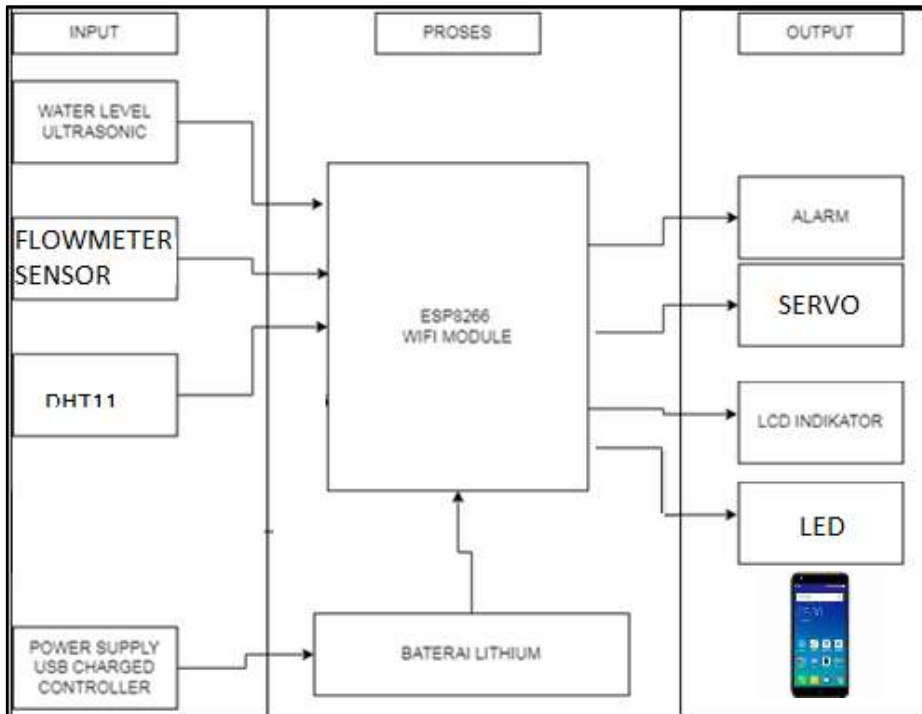 INPUT
PROSES
OUTPUT
WATER LEVEL
ULTRASONIC
FLOWMETER
SENSOR
DHT11
POWER SUPPLY
USB CHARGED
CONTROLLER
ESP8266
WIFI MODULE
BATERAI LITHIUM
ALARM
SERVO
LCD INDIKATOR
LED